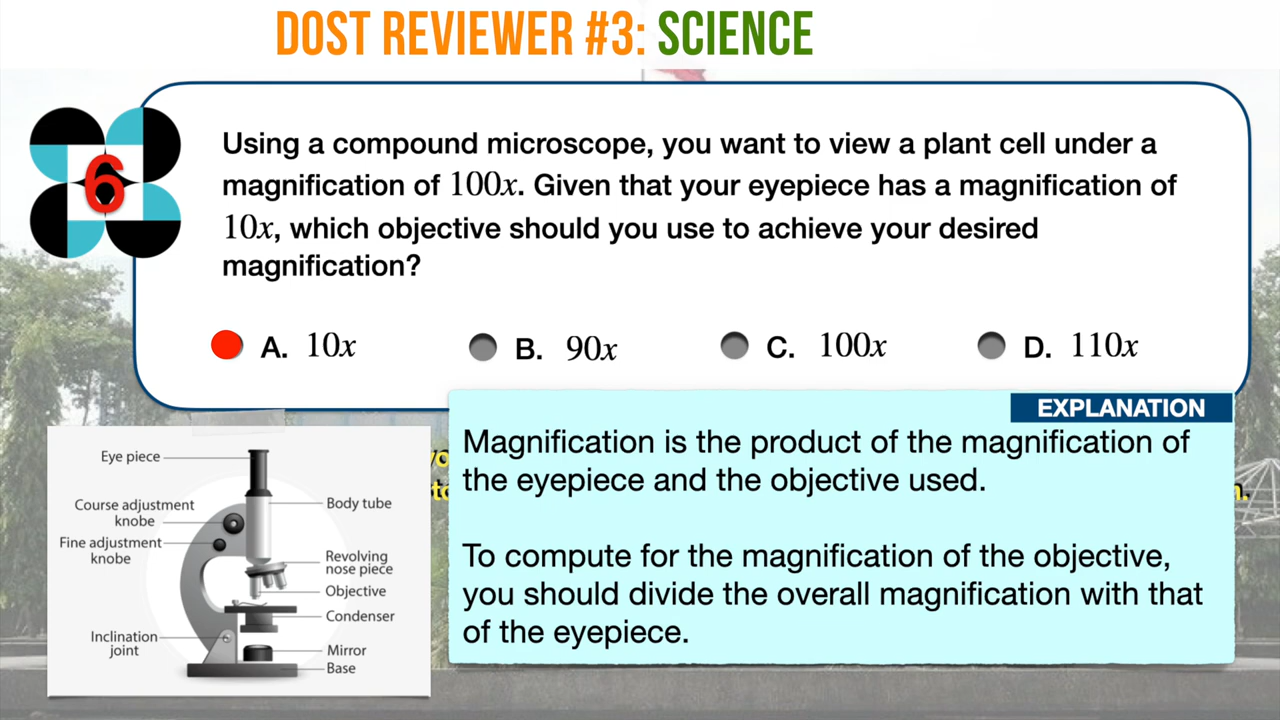 DOST REVIEWER #3: SCIENCE
6
Using a compound microscope, you want to view a plant cell under a
magnification of 100x. Given that your eyepiece has a magnification of
10x, which objective should you use to achieve your desired
magnification?
A. 10x B. 90x C. 100x D. 110x
EXPLANATION
Magnification is the product of the magnification of
the eyepiece and the objective used.
To compute for the magnification of the objective,
you should divide the overall magnification with that
of the eyepiece.
Eye piece
Course adjustment
knobe
Fine adjustment
knobe
Inclination
joint
Body tube
Revolving
nose piece
Objective
Condenser
Mirror
Base